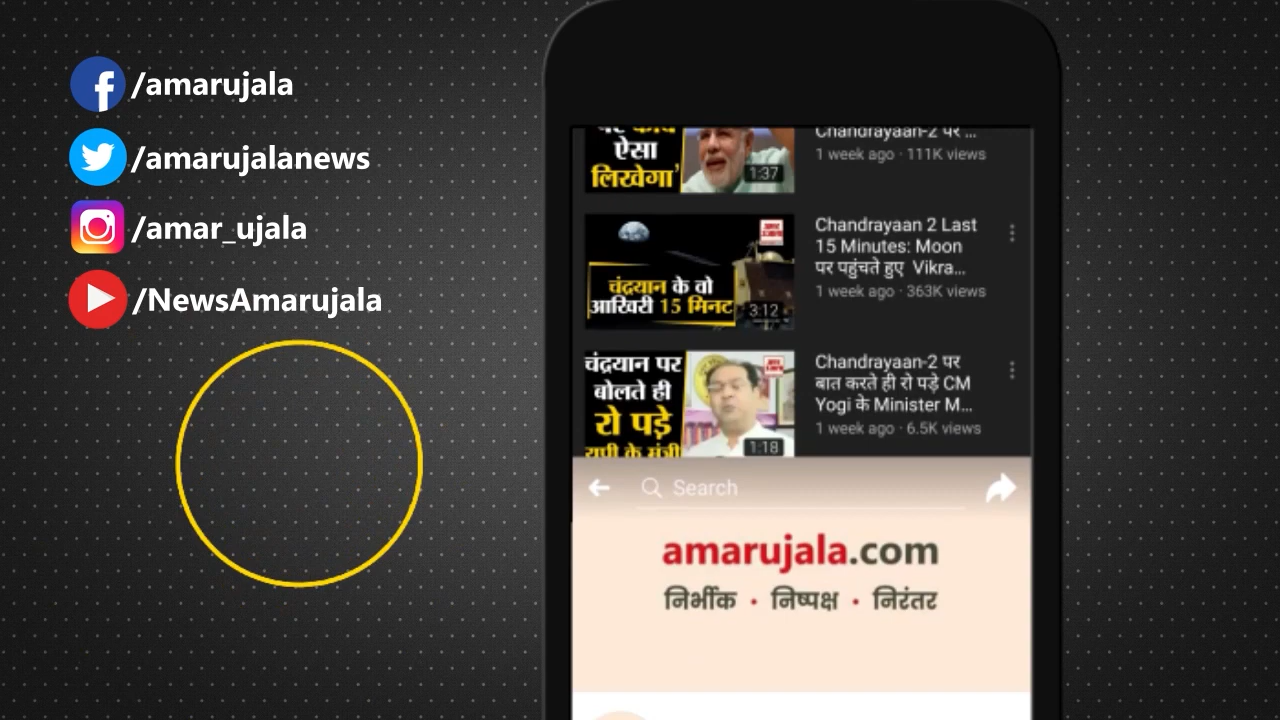 /amarujala
/amarujalanews
/amar_ujala
/NewsAmarujala
ऐसा
लिखेगा'
1:37
Chandrayaan-2 पर ...
1 week ago · 111K views
चंद्रयान के वो
आखिरी 15 मिनट
3:12
Chandrayaan 2 Last
15 Minutes: Moon
पर पहुंचते हुए Vikra...
1 week ago · 363K views
चंद्रयान पर
बोलते ही
रो पड़े
यूपी के मंत्री
1:18
Chandrayaan-2 पर
बात करते ही रो पड़े CM
Yogi के Minister M...
1 week ago · 6.5K views
Search
amarujala.com
निर्भीक • निष्पक्ष • निरंतर